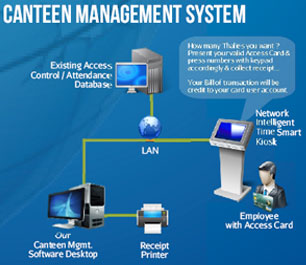 CANTEEN MANAGEMENT SYSTEM
How many Thalies you want ?
Present your valid Access Card &
press numbers with keypad
accordingly & collect receipt...
Your Bill of transaction will be
credit to your card user account.
Existing Access
Control / Attendance
Database
LAN
Network
Intelligent
Time Smart
Kiosk
Our
Canteen Mgmt.
Software Desktop
Receipt
Printer
Employee
with Access Card